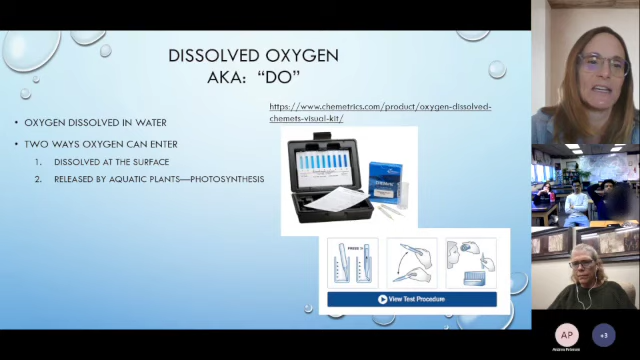 DISSOLVED OXYGEN
AKA: "DO"
https://www.chemetrics.com/product/oxygen-dissolved-
chemets-visual-kit/
• OXYGEN DISSOLVED IN WATER
• TWO WAYS OXYGEN CAN ENTER
1. DISSOLVED AT THE SURFACE
2. RELEASED BY AQUATIC PLANTS—PHOTOSYNTHESIS
View Test Procedure
AP
+3